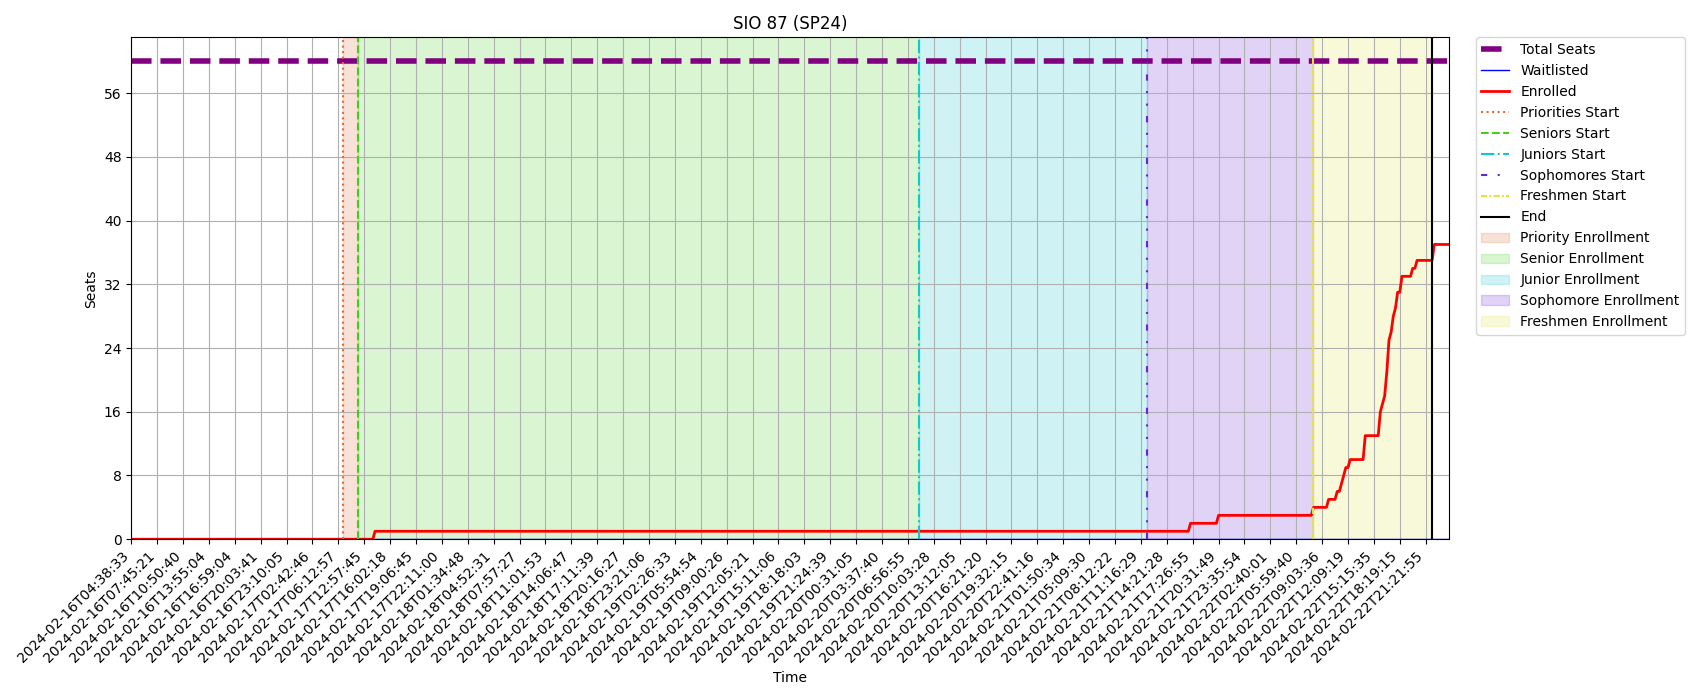 SIO 87 (SP24)
Seats
56
48
40
32
24
16
8
0
2024-02-16T04:38:33
2024-02-16T07:45:21
2024-02-16T10:50:40
2024-02-16T13:55:04
2024-02-16T16:59:04
2024-02-16T20:03:41
2024-02-16T23:10:05
2024-02-17T02:42:46
2024-02-17T06:12:57
2024-02-17T12:57:45
2024-02-17T16:02:18
2024-02-17T19:06:45
2024-02-17T22:11:00
2024-02-18T01:34:48
2024-02-18T04:52:31
2024-02-18T07:57:27
2024-02-18T11:01:53
2024-02-18T14:06:47
2024-02-18T17:11:39
2024-02-18T20:16:27
2024-02-18T23:21:06
2024-02-19T02:26:33
2024-02-19T05:54:54
2024-02-19T09:00:26
2024-02-19T12:05:21
2024-02-19T15:11:06
2024-02-19T18:18:03
2024-02-19T21:24:39
2024-02-20T00:31:05
2024-02-20T03:37:40
2024-02-20T06:56:55
2024-02-20T10:03:28
2024-02-20T13:12:05
2024-02-20T16:21:20
2024-02-20T19:32:15
2024-02-20T22:41:16
2024-02-21T01:50:34
2024-02-21T05:09:30
2024-02-21T08:12:22
2024-02-21T11:16:29
2024-02-21T14:21:28
2024-02-21T17:26:55
2024-02-21T20:31:49
2024-02-21T23:35:54
2024-02-22T02:40:01
2024-02-22T05:59:40
2024-02-22T09:03:36
2024-02-22T12:09:19
2024-02-22T15:15:35
2024-02-22T18:19:15
2024-02-22T21:21:55
Time
Total Seats
Waitlisted
Enrolled
Priorities Start
Seniors Start
Juniors Start
Sophomores Start
Freshmen Start
End
Priority Enrollment
Senior Enrollment
Junior Enrollment
Sophomore Enrollment
Freshmen Enrollment